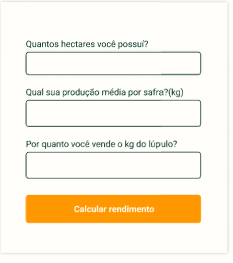 Quantos hectares você possuí?
Qual sua produção média por safra?(kg)
Por quanto você vende o kg do lúpulo?
Calcular rendimento